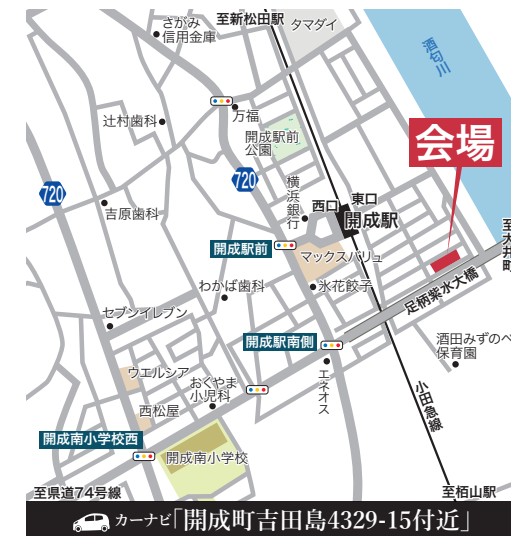 至新松田駅
タマダイ
さがみ
信用金庫
酒匂川
万福
辻村歯科
開成駅前
公園
会場
720
720
横浜銀行
西口
東口
開成駅
吉原歯科
至大井町
開成駅前
マックスバリュ
わかば歯科
氷花餃子
足柄紫水大橋
セブンイレブン
開成駅南側
酒田みずのべ
保育園
ウエルシア
おくやま
小児科
エネオス
小田急線
西松屋
開成南小学校西
開成南小学校
至県道74号線
至栢山駅
カーナビ「開成町吉田島4329-15付近」